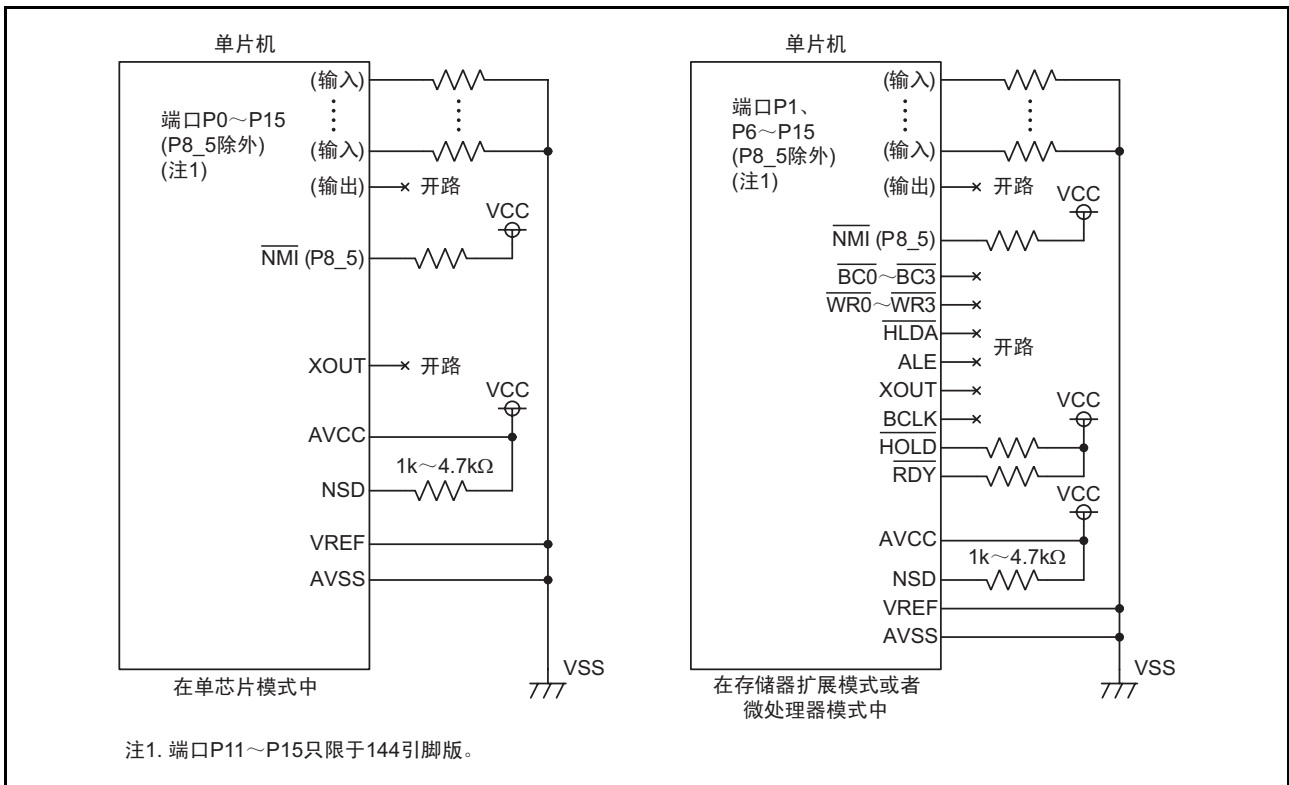 单片机
(输入)
端口P0～P15
(P8_5除外)
(注1)
(输入)
(输出)
开路
VCC
NMI (P8_5)
XOUT
开路
VCC
AVCC
1k～4.7kΩ
NSD
VREF
AVSS
VSS
在单芯片模式中
单片机
(输入)
端口P1、
P6～P15
(P8_5除外)
(注1)
(输入)
(输出)
开路
VCC
NMI (P8_5)
BC0～BC3
WR0～WR3
HLDA
开路
ALE
XOUT
VCC
BCLK
HOLD
RDY
VCC
AVCC
1k～4.7kΩ
NSD
VREF
AVSS
VSS
在存储器扩展模式或者
微处理器模式中
注1. 端口P11～P15只限于144引脚版。